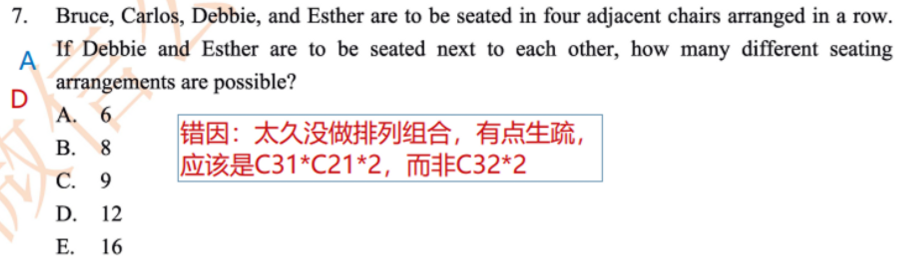 7. Bruce, Carlos, Debbie, and Esther are to be seated in four adjacent chairs arranged in a row.
If Debbie and Esther are to be seated next to each other, how many different seating
A
arrangements are possible?
D
A. 6
B. 8
C. 9
D. 12
E. 16
错因：太久没做排列组合，有点生疏，
应该是C31*C21*2，而非C32*2
微信公